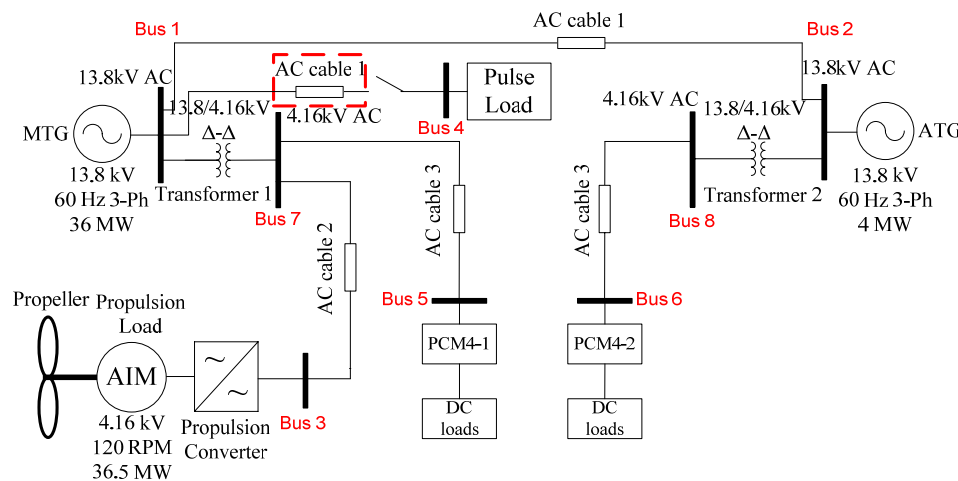 Bus 1
AC cable 1
Bus 2
13.8kV AC
AC cable 1
Pulse
Load
13.8kV AC
13.8/4.16kV
4.16kV AC
Bus 4
4.16kV AC
13.8/4.16kV
MTG
Δ-Δ
Δ-Δ
ATG
13.8 kV
60 Hz 3-Ph
36 MW
Transformer 1
Bus 7
AC cable 3
AC cable 3
Transformer 2
Bus 8
13.8 kV
60 Hz 3-Ph
4 MW
AC cable 2
Propeller
Propulsion
Load
Bus 5
Bus 6
PCM4-1
PCM4-2
AIM
~
~
Bus 3
DC
loads
DC
loads
4.16 kV
120 RPM
36.5 MW
Propulsion
Converter